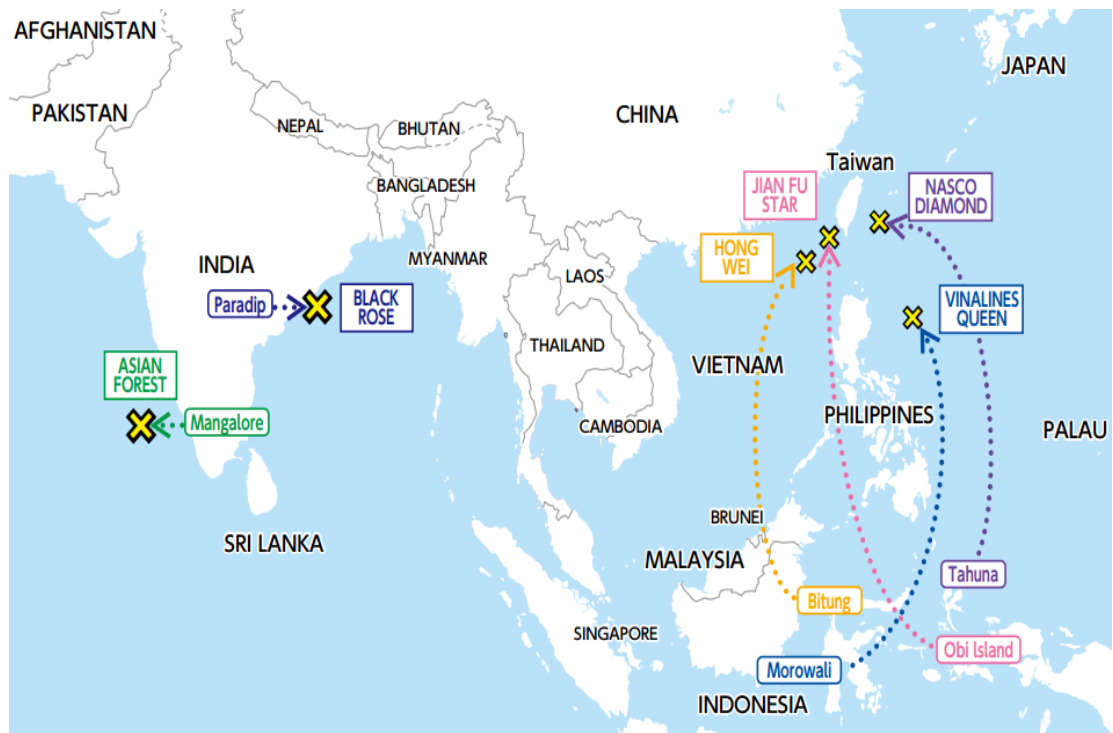 AFGHANISTAN
JAPAN
PAKISTAN
CHINA
NEPAL
BHUTAN
Taiwan
BANGLADESH
JIAN FU
STAR
NASCO
DIAMOND
HONG
WEI
MYANMAR
INDIA
LAOS
Paradip
BLACK
ROSE
VINALINES
QUEEN
THAILAND
VIETNAM
ASIAN
FOREST
Mangalore
CAMBODIA
PHILIPPINES
PALAU
BRUNEI
SRI LANKA
MALAYSIA
Tahuna
Bitung
SINGAPORE
Obi Island
Morowali
INDONESIA